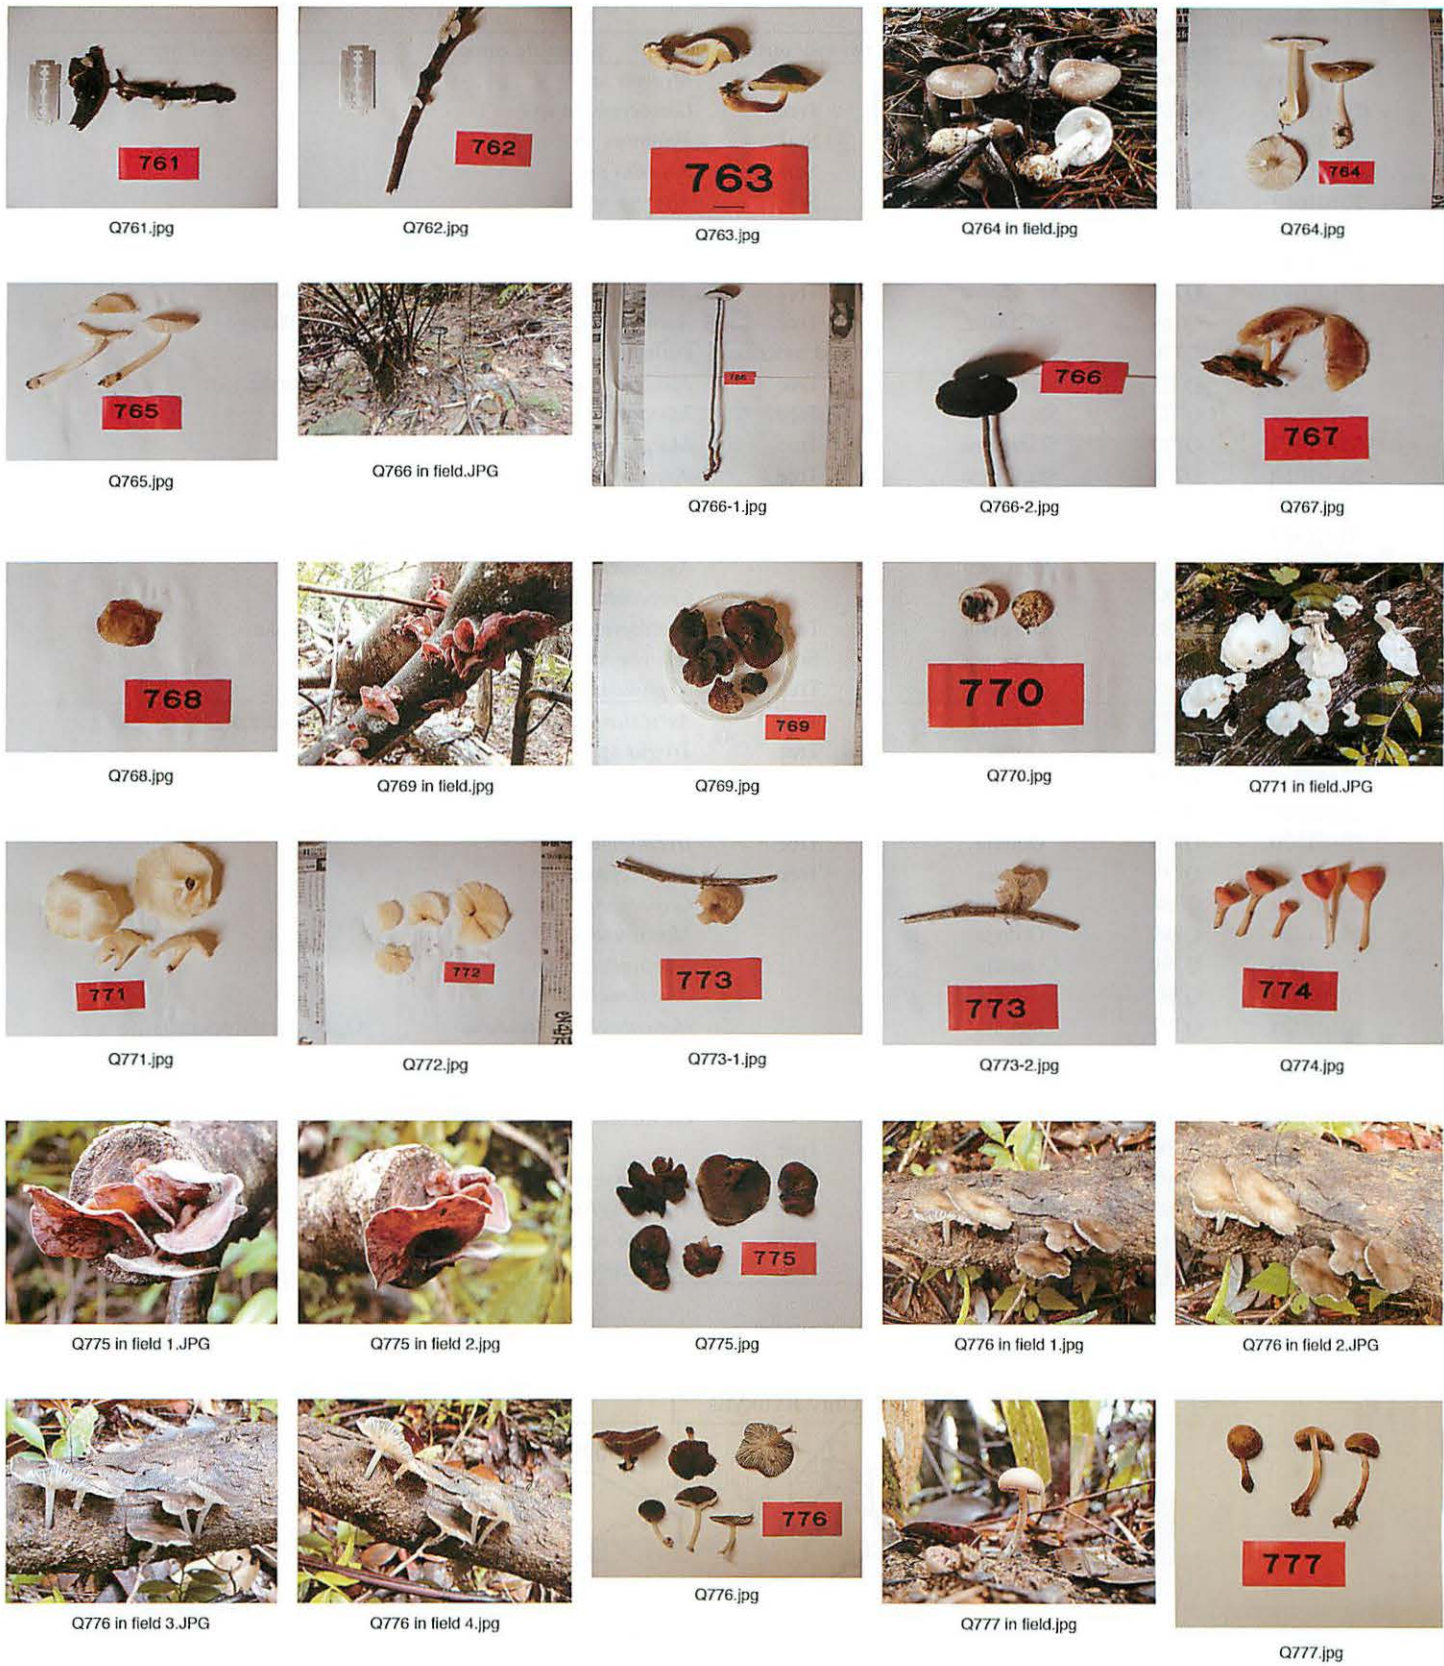 761
762
763
764
Q761.jpg
Q762.jpg
Q763.jpg
Q764 in field.jpg
Q764.jpg
765
766
766
767
Q765.jpg
Q766 in field.JPG
Q766-1.jpg
Q766-2.jpg
Q767.jpg
768
769
770
Q768.jpg
Q769 in field.jpg
Q769.jpg
Q770.jpg
Q771 in field.JPG
771
772
773
773
774
Q771.jpg
Q772.jpg
Q773-1.jpg
Q773-2.jpg
Q774.jpg
775
Q775 in field 1.JPG
Q775 in field 2.jpg
Q775.jpg
Q776 in field 1.jpg
Q776 in field 2.JPG
776
777
Q776 in field 3.JPG
Q776 in field 4.jpg
Q776.jpg
Q777 in field.jpg
Q777.jpg